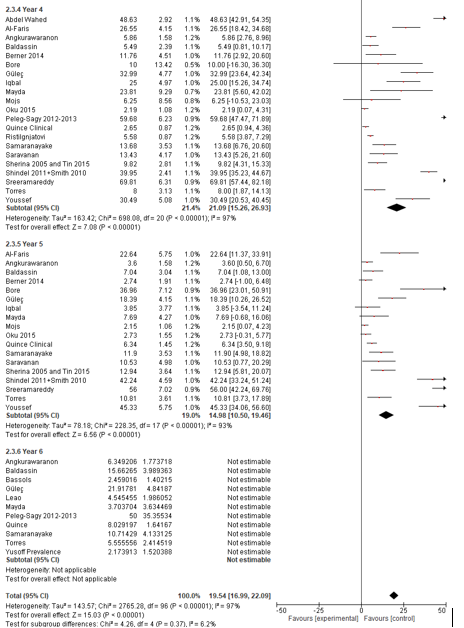 2.3.4 Year 4
Abdel Wahed 48.63 2.92 1.1% 48.63 [42.91, 54.35]
Al-Faris 26.55 4.15 1.1% 26.55 [18.42, 34.68]
Angkurawaranon 5.86 1.58 1.2% 5.86 [2.76, 8.96]
Baldassin 5.49 2.39 1.1% 5.49 [0.81, 10.17]
Berner 2014 11.76 4.51 1.0% 11.76 [2.92, 20.60]
Bore 10 13.42 0.5% 10.00 [-16.30, 36.30]
Güleç 32.99 4.77 1.0% 32.99 [23.64, 42.34]
Iqbal 25 4.97 1.0% 25.00 [15.26, 34.74]
Mayda 23.81 9.29 0.7% 23.81 [5.60, 42.02]
Mojs 6.25 8.56 0.8% 6.25 [-10.53, 23.03]
Oku 2015 2.19 1.08 1.2% 2.19 [0.07, 4.31]
Peleg-Sagy 2012-2013 59.68 6.23 0.9% 59.68 [47.47, 71.89]
Quince Clinical 2.65 0.87 1.2% 2.65 [0.94, 4.36]
Ristilgnjatovi 5.58 0.87 1.2% 5.58 [3.87, 7.29]
Samaranayake 13.68 3.53 1.1% 13.68 [6.76, 20.60]
Saravanan 13.43 4.17 1.0% 13.43 [5.26, 21.60]
Sherina 2005 and Tin 2015 9.82 2.81 1.1% 9.82 [4.31, 15.33]
Shindel 2011+Smith 2010 39.95 2.41 1.1% 39.95 [35.23, 44.67]
Sreeramareddy 69.81 6.31 0.9% 69.81 [57.44, 82.18]
Torres 8 3.13 1.1% 8.00 [1.87, 14.13]
Youssef 30.49 5.08 1.0% 30.49 [20.53, 40.45]
Subtotal (95% CI) 21.4% 21.09 [15.26, 26.93]
Heterogeneity: Tau² = 163.42; Chi² = 698.08, df = 20 (P < 0.00001); I² = 97%
Test for overall effect: Z = 7.08 (P < 0.00001)
2.3.5 Year 5
Al-Faris 22.64 5.75 1.0% 22.64 [11.37, 33.91]
Angkurawaranon 3.6 1.58 1.2% 3.60 [0.50, 6.70]
Baldassin 7.04 3.04 1.1% 7.04 [1.08, 13.00]
Berner 2014 2.74 1.91 1.1% 2.74 [-1.00, 6.48]
Bore 36.96 7.12 0.9% 36.96 [23.01, 50.91]
Güleç 18.39 4.15 1.0% 18.39 [10.26, 26.52]
Iqbal 3.85 3.77 1.1% 3.85 [-3.54, 11.24]
Mayda 7.69 4.27 1.0% 7.69 [-0.68, 16.06]
Mojs 2.15 1.06 1.2% 2.15 [0.07, 4.23]
Oku 2015 2.73 1.55 1.2% 2.73 [-0.31, 5.77]
Quince Clinical 6.34 1.45 1.2% 6.34 [3.50, 9.18]
Samaranayake 11.9 3.53 1.1% 11.90 [4.98, 18.82]
Saravanan 10.53 4.98 1.0% 10.53 [0.77, 20.29]
Sherina 2005 and Tin 2015 12.94 3.64 1.1% 12.94 [5.81, 20.07]
Shindel 2011+Smith 2010 42.24 4.59 1.0% 42.24 [33.24, 51.24]
Sreeramareddy 56 7.02 0.9% 56.00 [42.24, 69.76]
Torres 10.81 3.61 1.1% 10.81 [3.73, 17.89]
Youssef 45.33 5.75 1.0% 45.33 [34.06, 56.60]
Subtotal (95% CI) 19.0% 14.98 [10.50, 19.46]
Heterogeneity: Tau² = 78.18; Chi² = 228.35, df = 17 (P < 0.00001); I² = 93%
Test for overall effect: Z = 6.56 (P < 0.00001)
2.3.6 Year 6
Angkurawaranon 6.349206 1.773718 Not estimable
Baldassin 15.66265 3.989363 Not estimable
Bassols 2.459016 1.40215 Not estimable
Güleç 21.91781 4.84187 Not estimable
Leao 4.545455 1.986052 Not estimable
Mayda 3.703704 3.634469 Not estimable
Peleg-Sagy 2012-2013 50 35.35534 Not estimable
Quince 8.029197 1.64167 Not estimable
Samaranayake 10.71429 4.133125 Not estimable
Torres 5.555556 2.414519 Not estimable
Yusoff Prevalence 2.173913 1.520388 Not estimable
Subtotal (95% CI) Not estimable
Heterogeneity: Not applicable
Test for overall effect: Not applicable
Total (95% CI) 100.0% 19.54 [16.99, 22.09]
Heterogeneity: Tau² = 143.57; Chi² = 2765.28, df = 96 (P < 0.00001); I² = 97%
Test for overall effect: Z = 15.03 (P < 0.00001)
Test for subgroup differences: Chi² = 4.26, df = 4 (P = 0.37), I² = 6.2%
-50 -25 0 25 50
Favours [experimental] Favours [control]